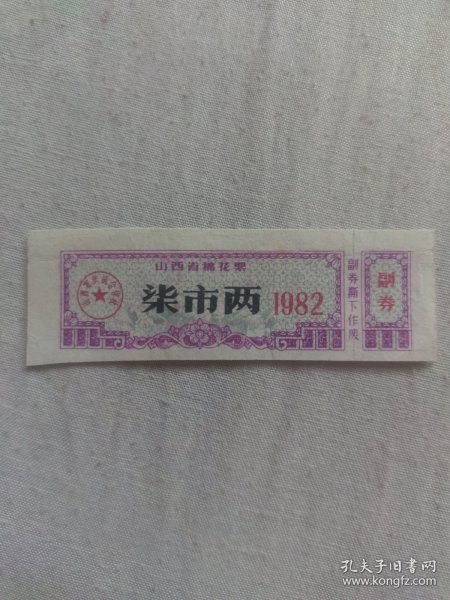 山西省棉花票
柒市两
1982
副券撕下作废
副券
孔夫子旧书网
www.kongfz.com